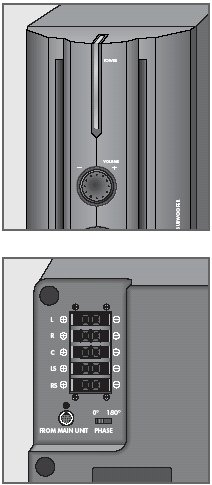 POWER
VOLUME
− +
SUBWOOFER
L + −
R + −
C + −
LS + −
RS + −
0° 180°
FROM MAIN UNIT PHASE